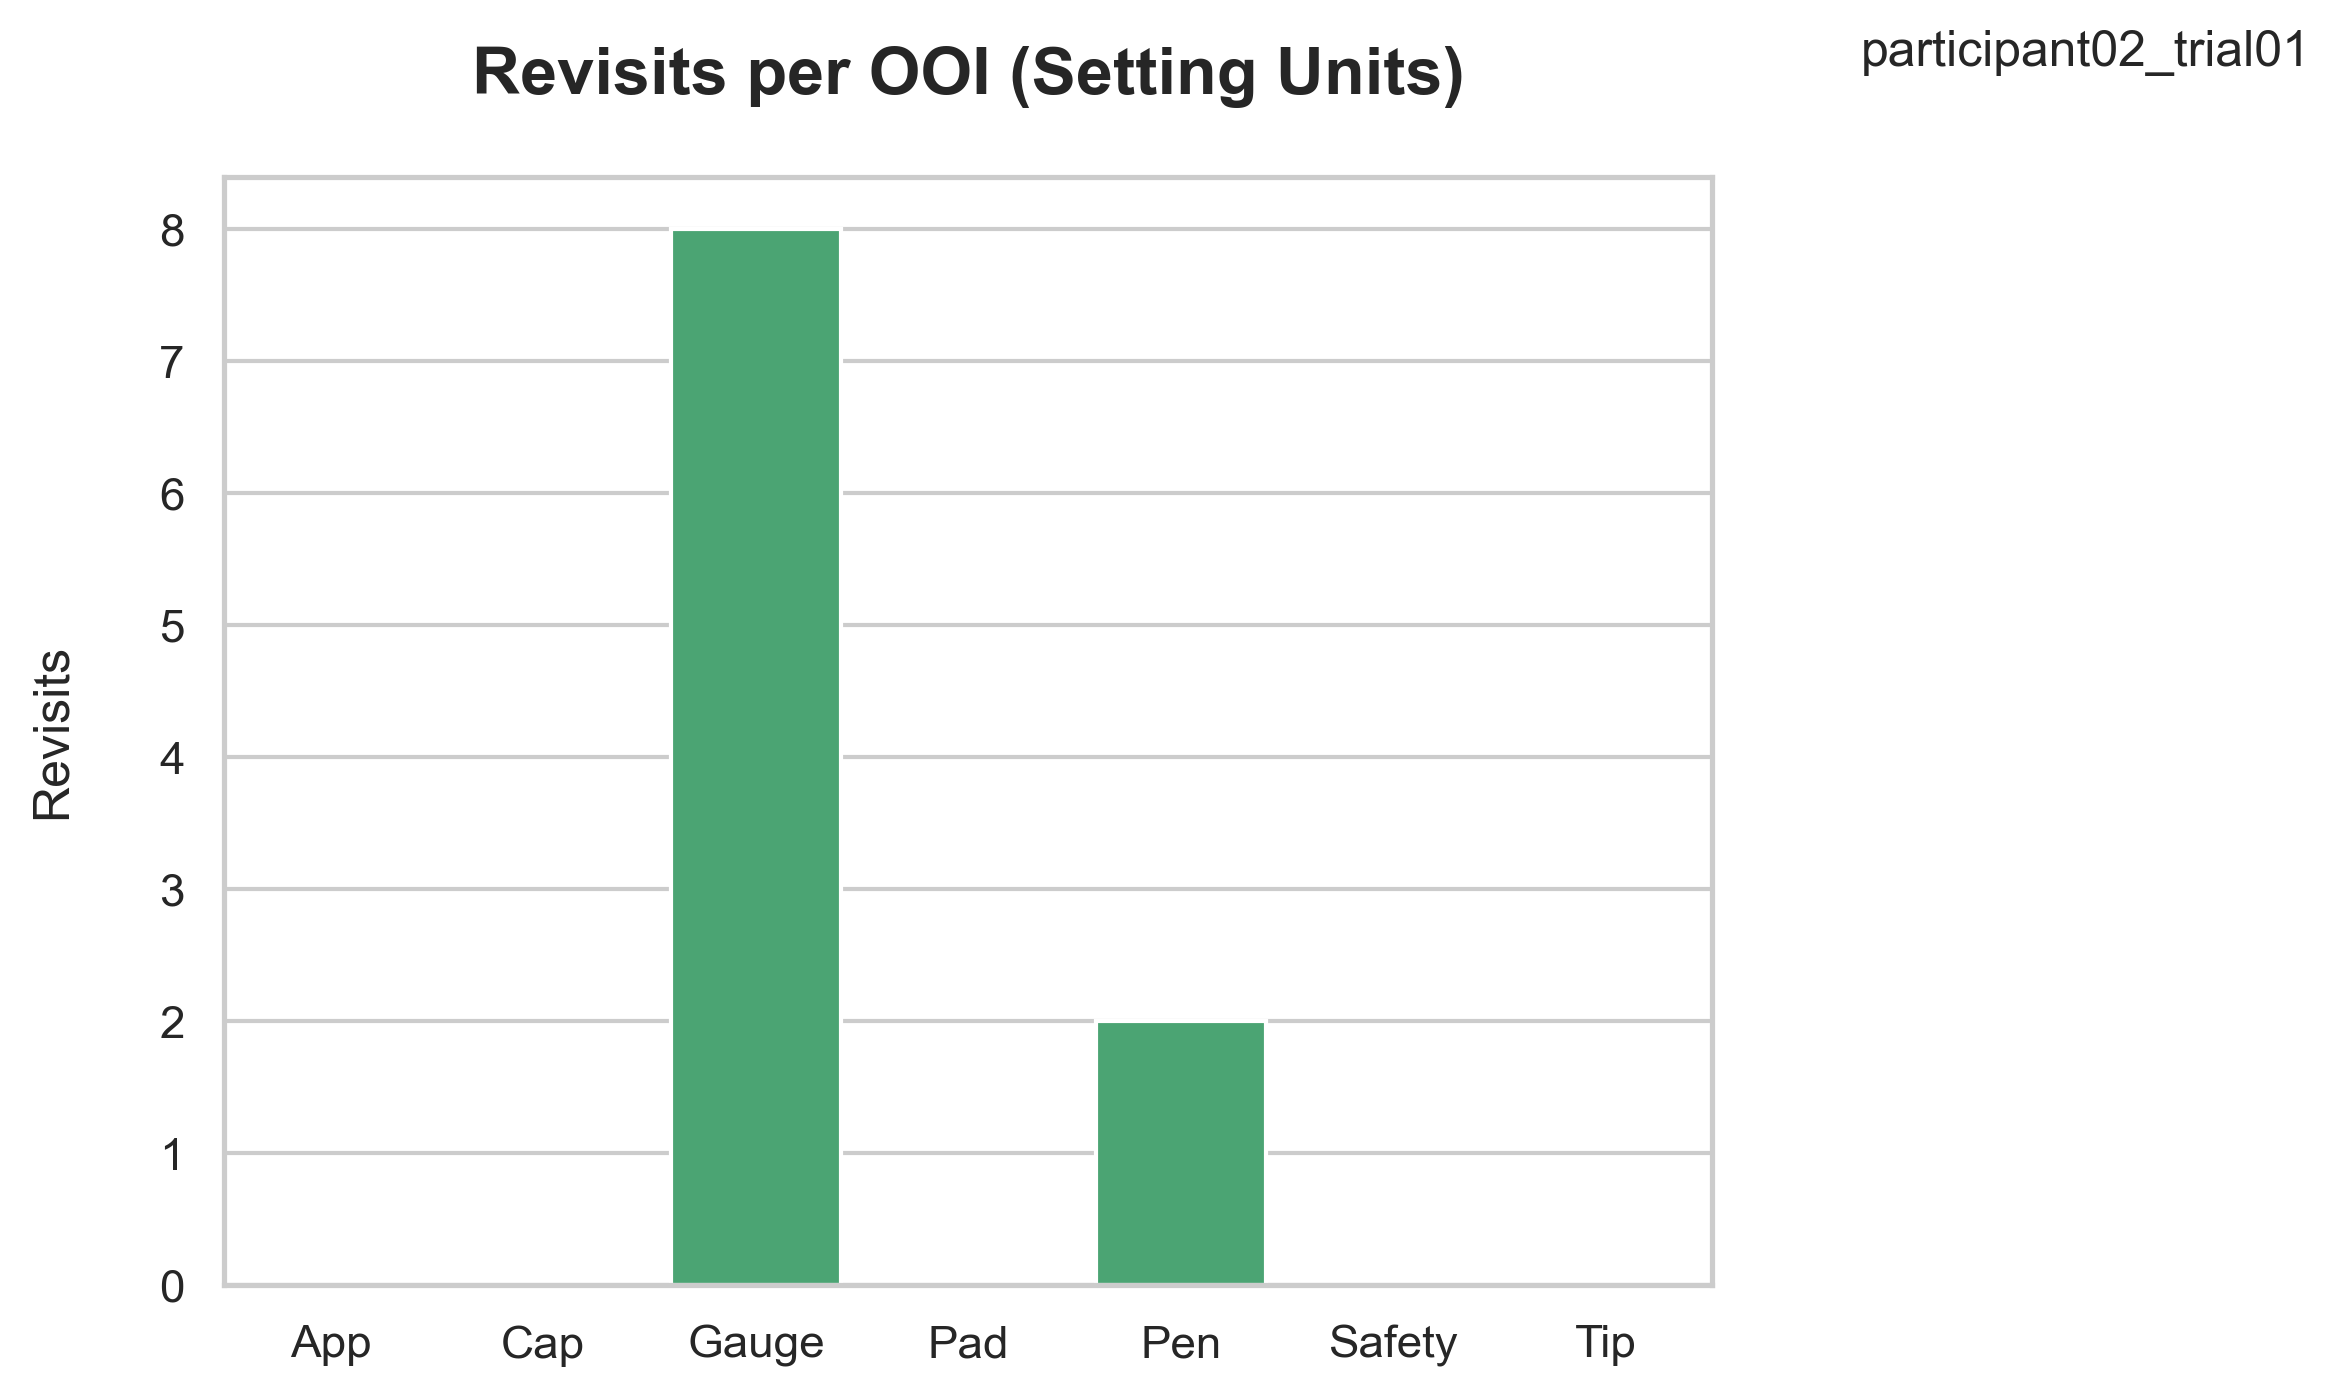 participant02_trial01
Revisits per OOI (Setting Units)
Revisits
8
7
6
5
4
3
2
1
0
App Cap Gauge Pad Pen Safety Tip